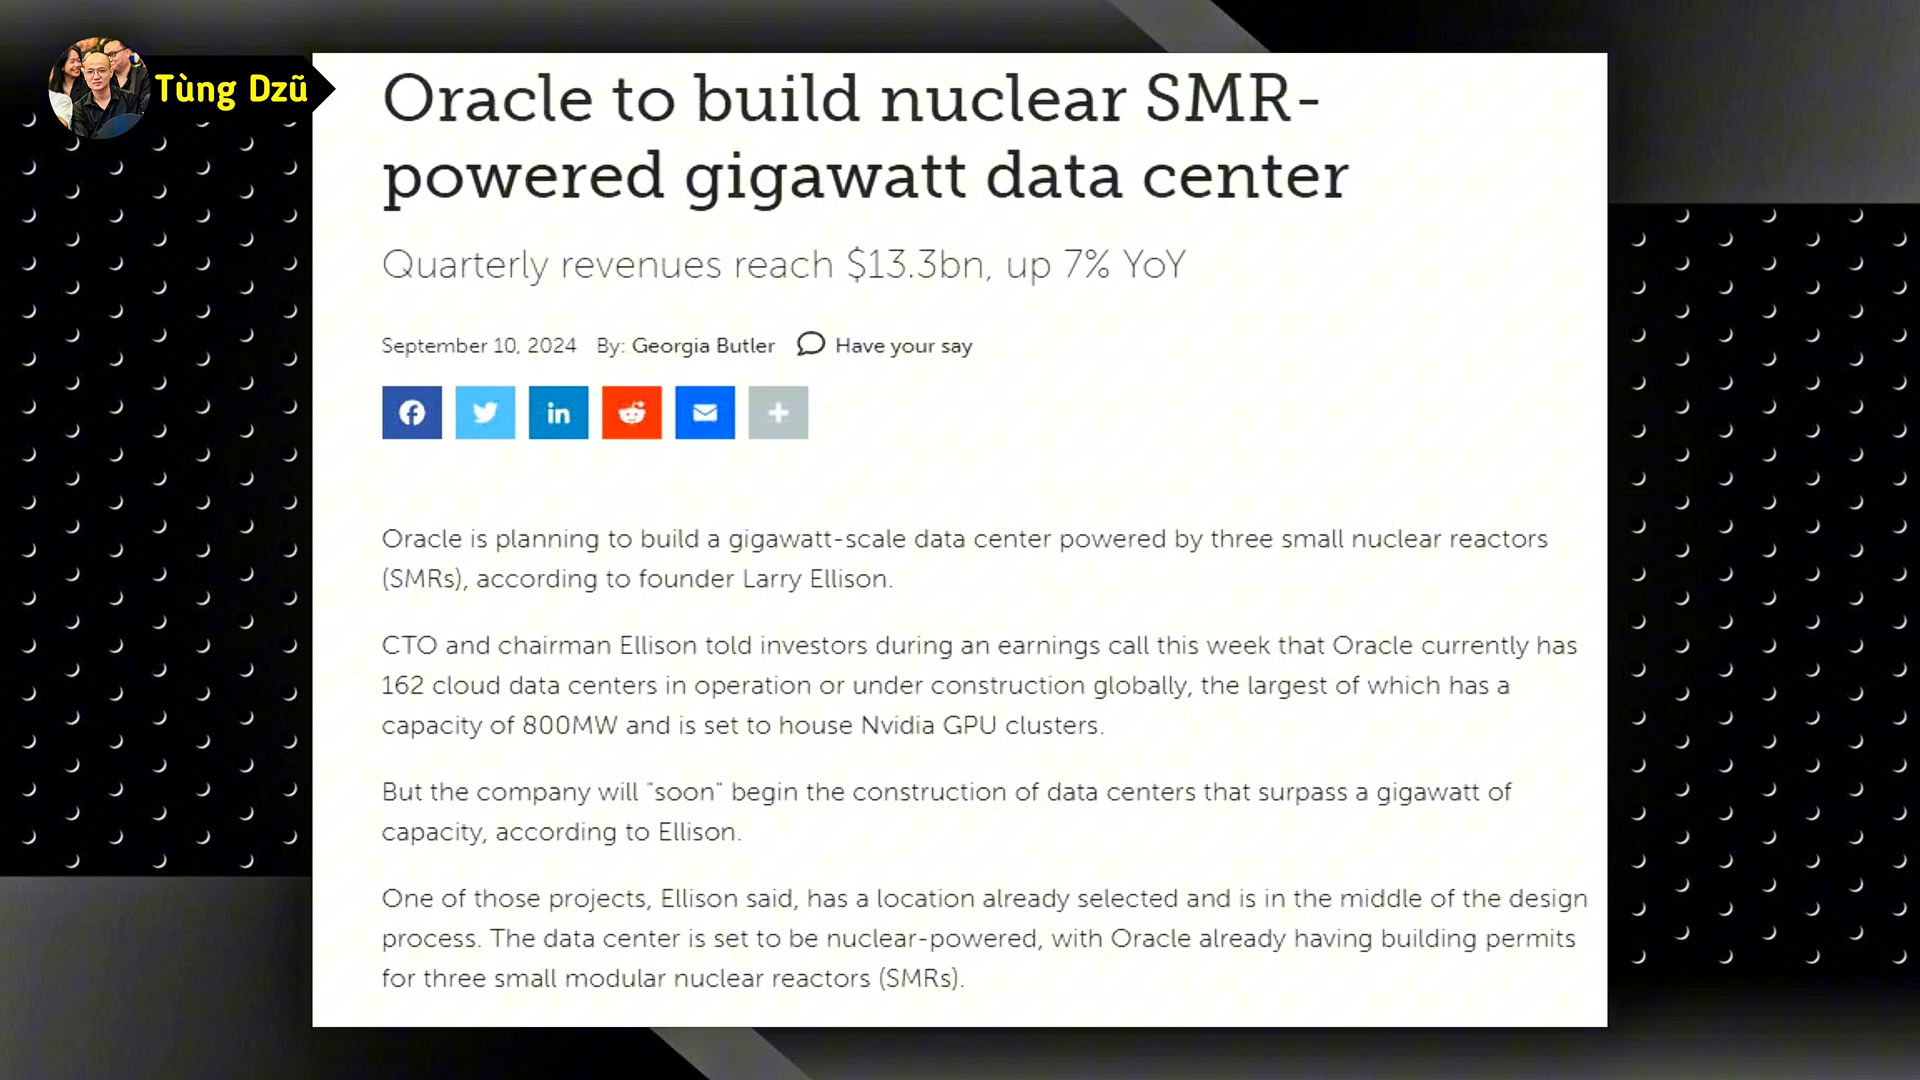 Tùng Dzũ
Oracle to build nuclear SMR-
powered gigawatt data center
Quarterly revenues reach $13.3bn, up 7% YoY
September 10, 2024 By: Georgia Butler Have your say
Oracle is planning to build a gigawatt-scale data center powered by three small nuclear reactors
(SMRs), according to founder Larry Ellison.
CTO and chairman Ellison told investors during an earnings call this week that Oracle currently has
162 cloud data centers in operation or under construction globally, the largest of which has a
capacity of 800MW and is set to house Nvidia GPU clusters.
But the company will "soon" begin the construction of data centers that surpass a gigawatt of
capacity, according to Ellison.
One of those projects, Ellison said, has a location already selected and is in the middle of the design
process. The data center is set to be nuclear-powered, with Oracle already having building permits
for three small modular nuclear reactors (SMRs).